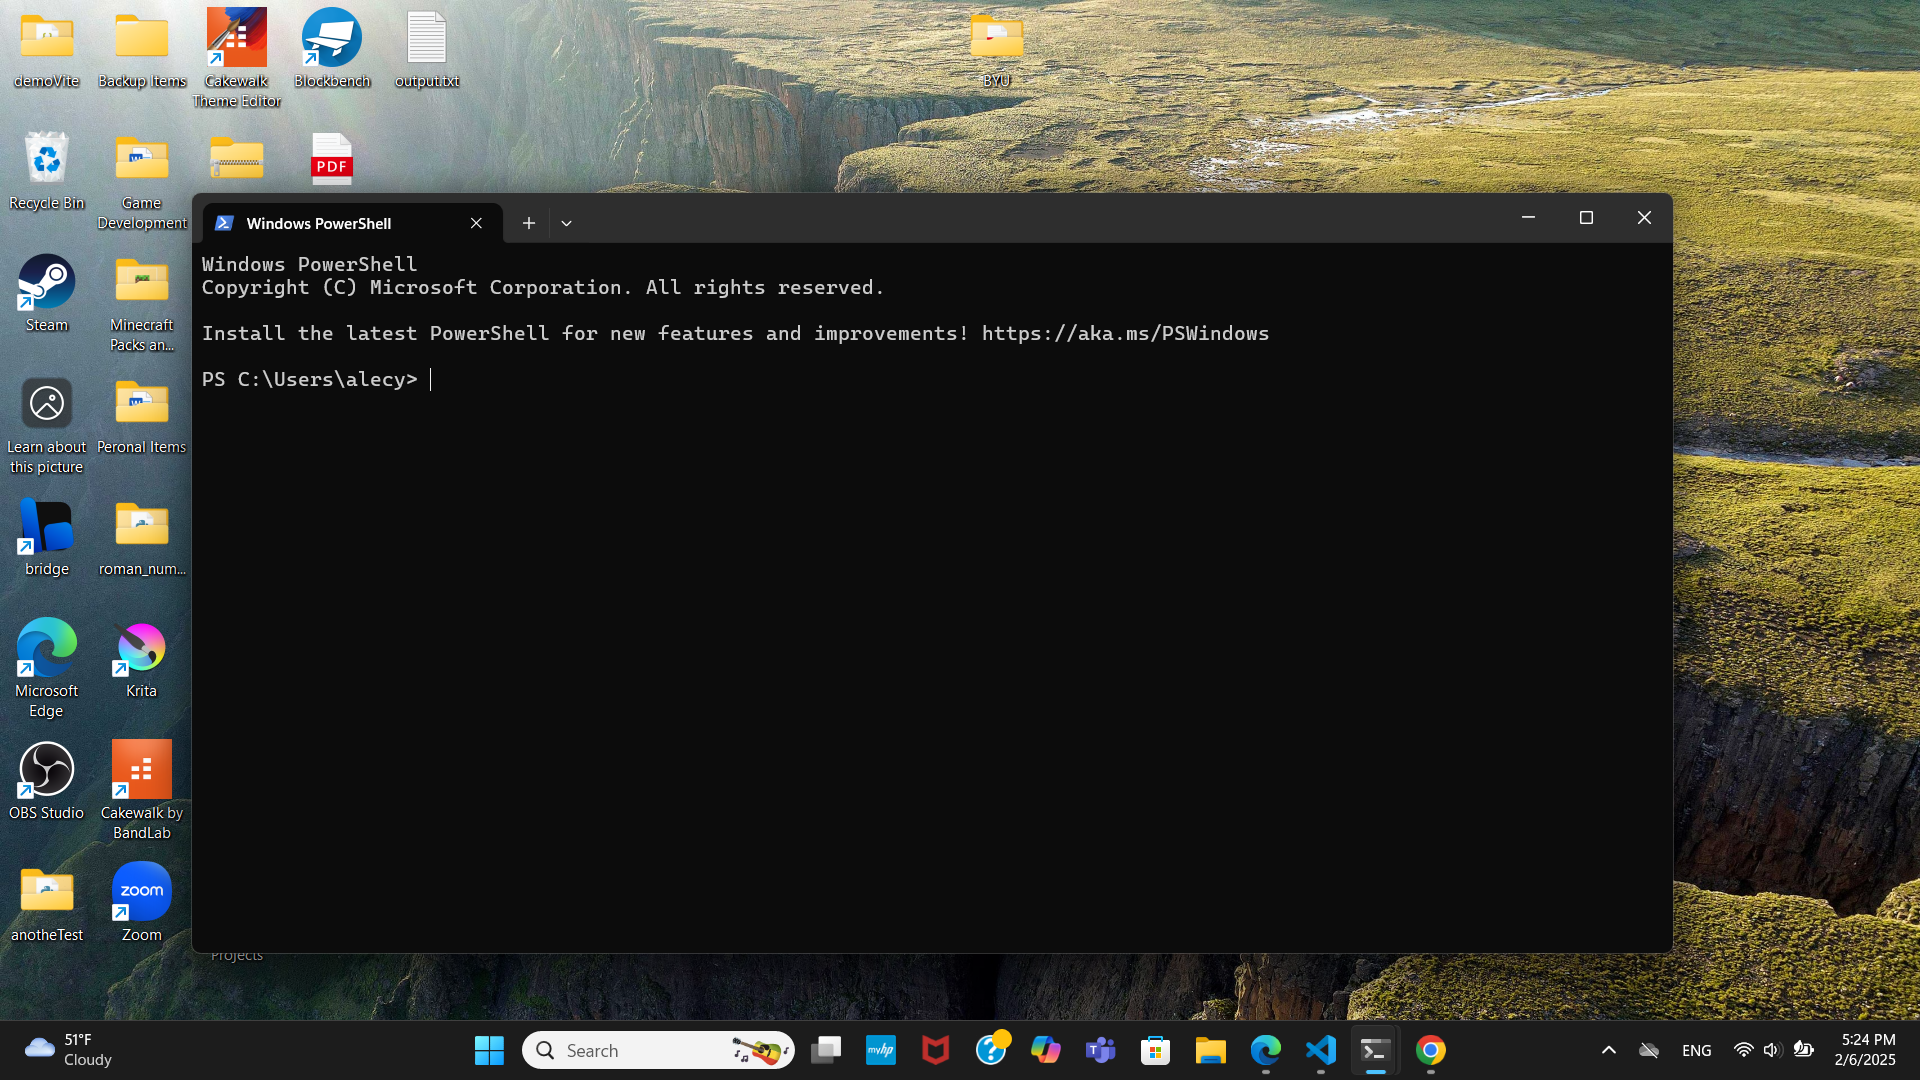 demoVite
Backup Items
Cakewalk
Theme Editor
Blockbench
output.txt
BYU
Recycle Bin
Game
Development
PDF
Steam
Minecraft
Packs an...
Learn about
this picture
Peronal Items
bridge
roman_num...
Microsoft
Edge
Krita
OBS Studio
Cakewalk by
BandLab
anotheTest
zoom
Zoom
Projects
Windows PowerShell
Windows PowerShell
Copyright (C) Microsoft Corporation. All rights reserved.
Install the latest PowerShell for new features and improvements! https://aka.ms/PSWindows
PS C:\Users\alecy>
51°F
Cloudy
Search
myhp
ENG
5:24 PM
2/6/2025